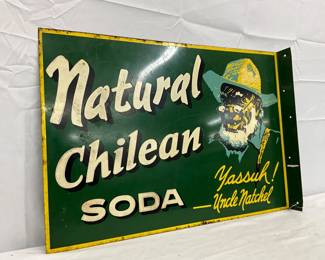 Natural
Chilean
SODA
Yassuh!
—Uncle Natchel